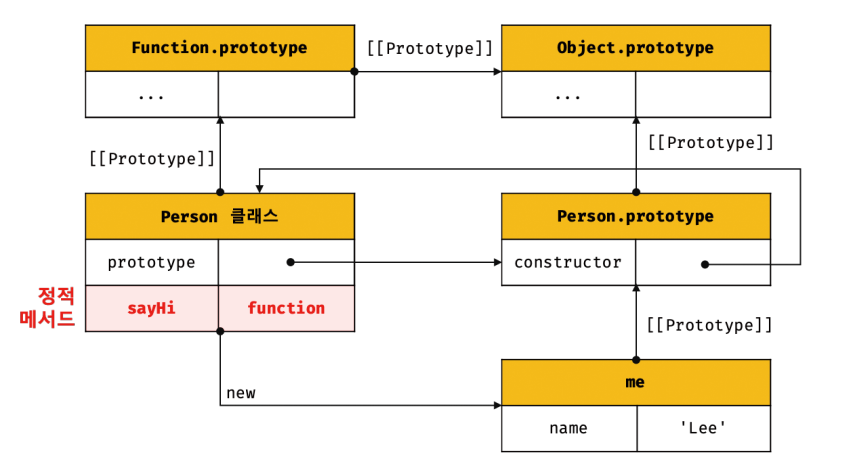 Function.prototype
[[Prototype]]
Object.prototype
...
...
[[Prototype]]
[[Prototype]]
Person 클래스
Person.prototype
prototype
constructor
정적
메서드
sayHi
function
[[Prototype]]
new
me
name
'Lee'